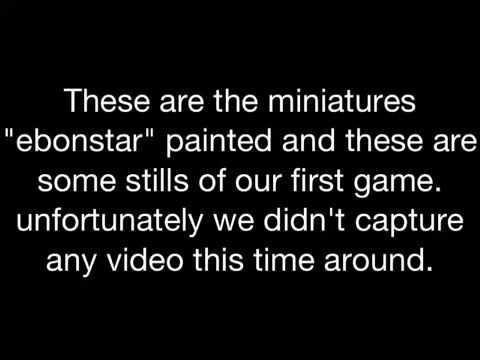 These are the miniatures
"ebonstar" painted and these are
some stills of our first game.
unfortunately we didn't capture
any video this time around.